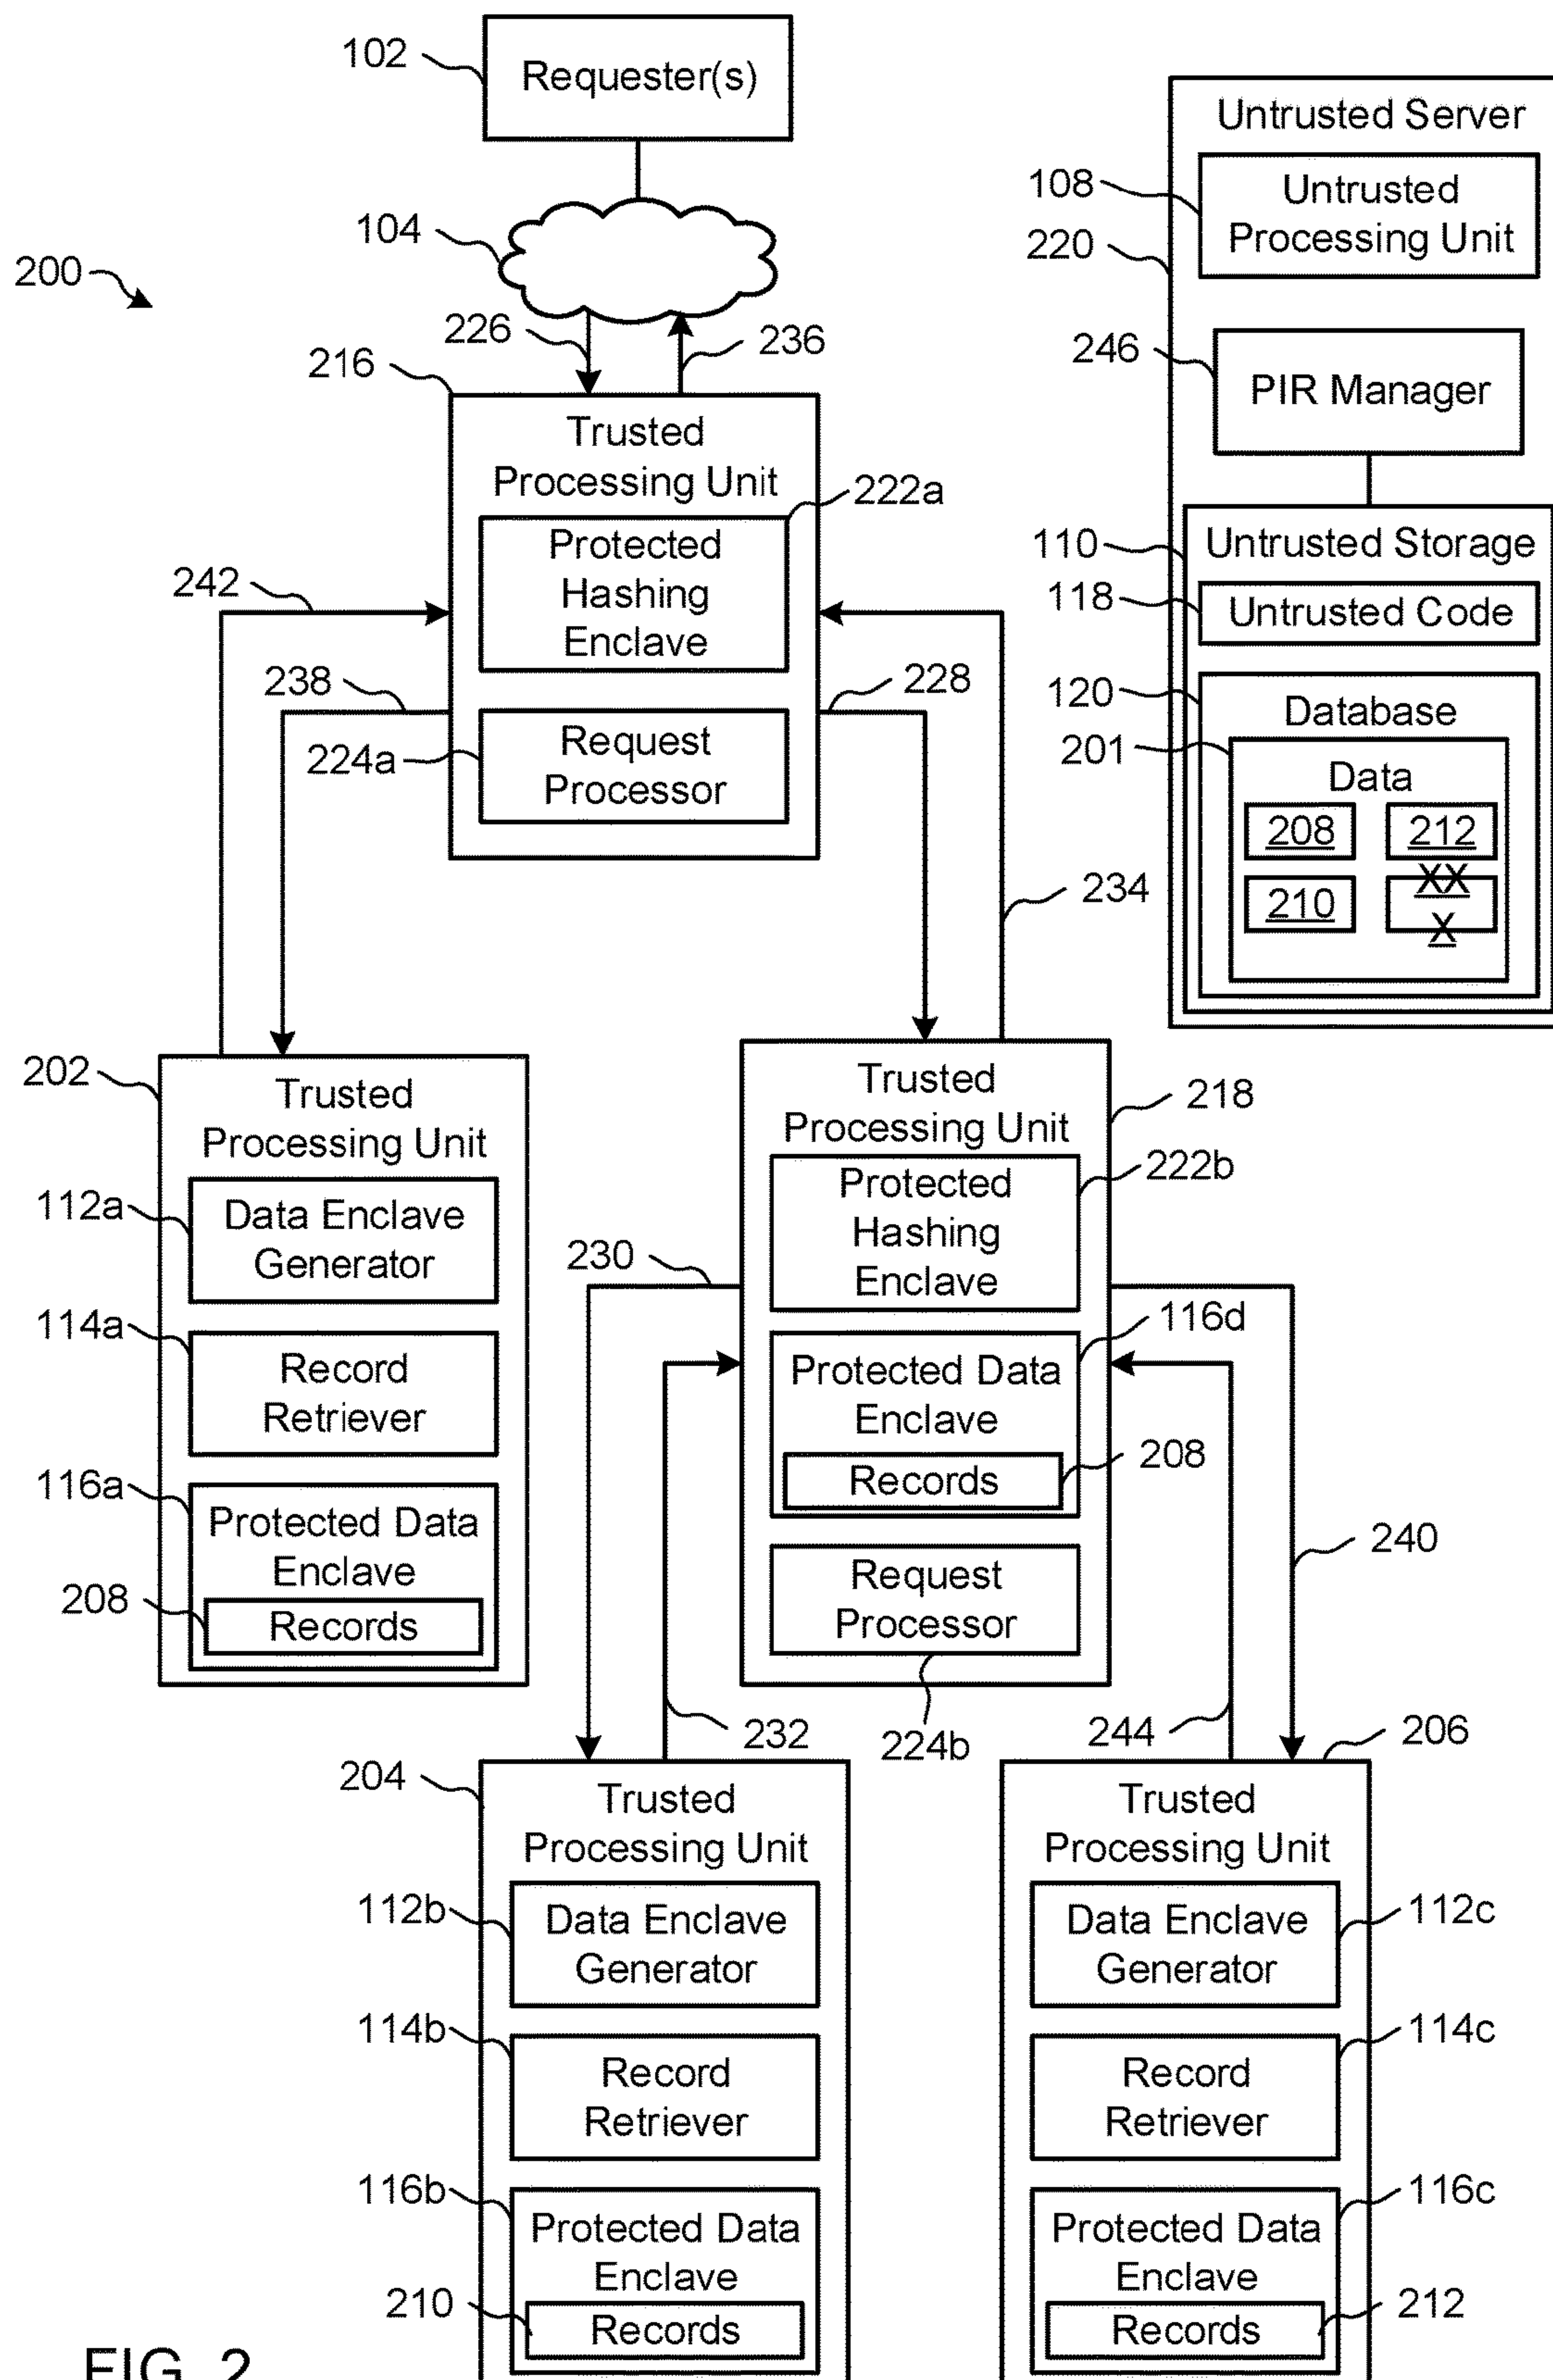 102
Requester(s)
104
200
226
236
216
Trusted
Processing Unit
222a
Protected
Hashing
Enclave
242
238
228
224a
Request
Processor
234
Untrusted Server
108
Untrusted
Processing Unit
220
246
PIR Manager
110
Untrusted Storage
118
Untrusted Code
120
Database
201
Data
208
212
210
XX
X
202
Trusted
Processing Unit
112a
Data Enclave
Generator
114a
Record
Retriever
116a
Protected Data
Enclave
208
Records
218
Trusted
Processing Unit
222b
Protected
Hashing
Enclave
230
116d
Protected Data
Enclave
208
Records
240
Request
Processor
232
224b
244
206
204
Trusted
Processing Unit
112b
Data Enclave
Generator
114b
Record
Retriever
116b
Protected Data
Enclave
210
Records
Trusted
Processing Unit
112c
Data Enclave
Generator
114c
Record
Retriever
116c
Protected Data
Enclave
212
Records
FIG. 2